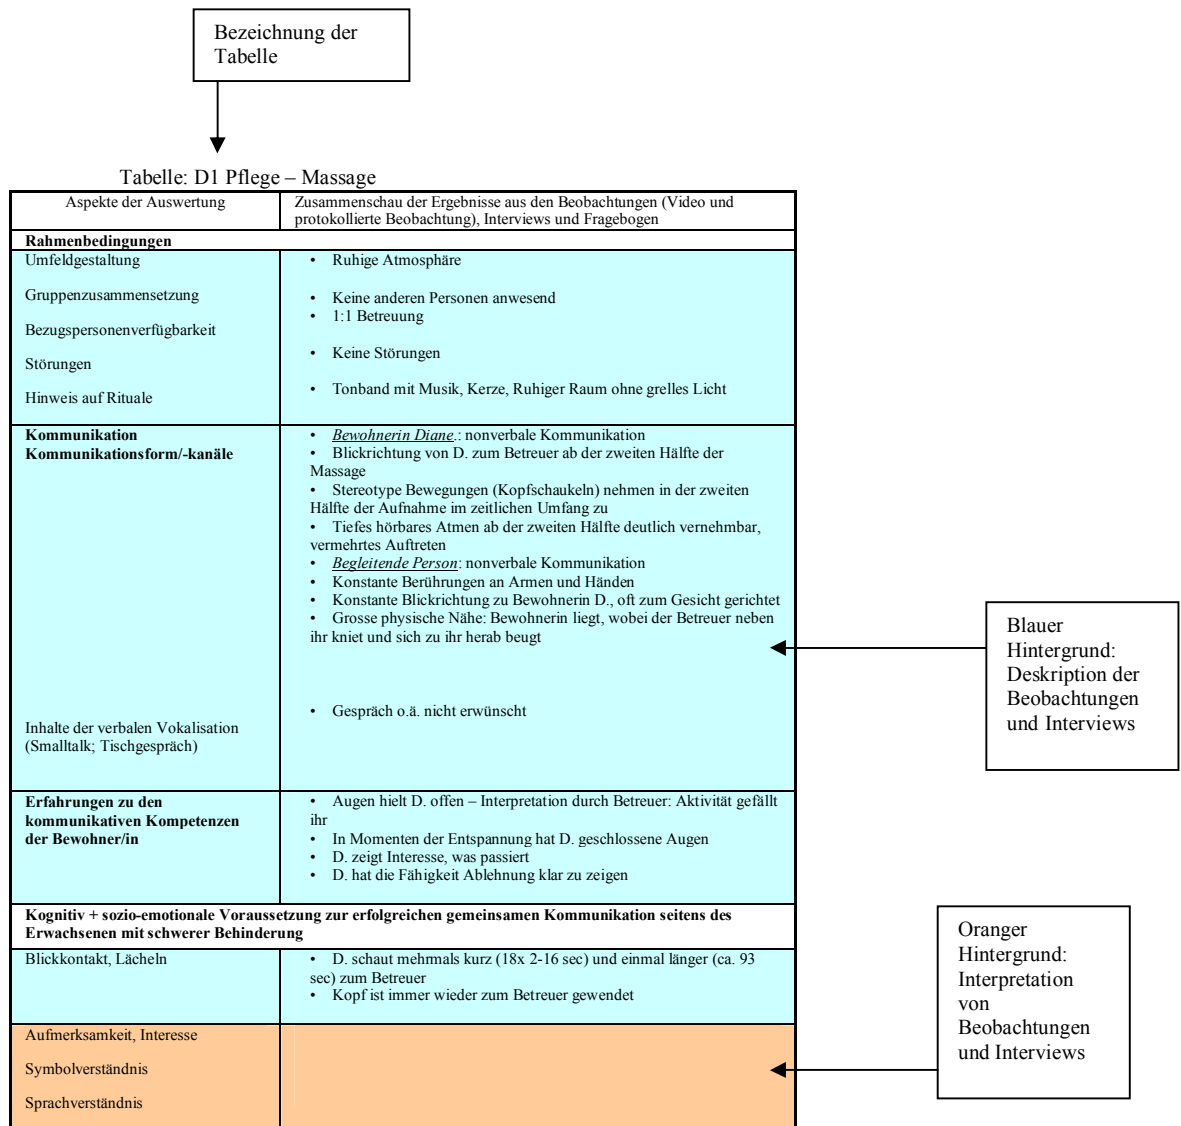 Bezeichnung der
Tabelle
Tabelle: D1 Pflege – Massage
Aspekte der Auswertung
Zusammenschau der Ergebnisse aus den Beobachtungen (Video und
protokollierte Beobachtung), Interviews und Fragebogen
Rahmenbedingungen
Umfeldgestaltung
Gruppenzusammensetzung
Bezugspersonenverfügbarkeit
Störungen
Hinweis auf Rituale
• Ruhige Atmosphäre
• Keine anderen Personen anwesend
• 1:1 Betreuung
• Keine Störungen
• Tonband mit Musik, Kerze, Ruhiger Raum ohne grelles Licht
Kommunikation
Kommunikationsform/-kanäle
• Bewohnerin Diane.: nonverbale Kommunikation
• Blickrichtung von D. zum Betreuer ab der zweiten Hälfte der
Massage
• Stereotype Bewegungen (Kopfschaukeln) nehmen in der zweiten
Hälfte der Aufnahme im zeitlichen Umfang zu
• Tiefes hörbares Atmen ab der zweiten Hälfte deutlich vernehmbar,
vermehrtes Auftreten
• Begleitende Person: nonverbale Kommunikation
• Konstante Berührungen an Armen und Händen
• Konstante Blickrichtung zu Bewohnerin D., oft zum Gesicht gerichtet
• Grosse physische Nähe: Bewohnerin liegt, wobei der Betreuer neben
ihr kniet und sich zu ihr herab beugt
Inhalte der verbalen Vokalisation
(Smalltalk; Tischgespräch)
• Gespräch o.ä. nicht erwünscht
Erfahrungen zu den
kommunikativen Kompetenzen
der Bewohner/in
• Augen hielt D. offen – Interpretation durch Betreuer: Aktivität gefällt
ihr
• In Momenten der Entspannung hat D. geschlossene Augen
• D. zeigt Interesse, was passiert
• D. hat die Fähigkeit Ablehnung klar zu zeigen
Kognitiv + sozio-emotionale Voraussetzung zur erfolgreichen gemeinsamen Kommunikation seitens des
Erwachsenen mit schwerer Behinderung
Blickkontakt, Lächeln
• D. schaut mehrmals kurz (18x 2-16 sec) und einmal länger (ca. 93
sec) zum Betreuer
• Kopf ist immer wieder zum Betreuer gewendet
Aufmerksamkeit, Interesse
Symbolverständnis
Sprachverständnis
Blauer
Hintergrund:
Deskription der
Beobachtungen
und Interviews
Oranger
Hintergrund:
Interpretation
von
Beobachtungen
und Interviews